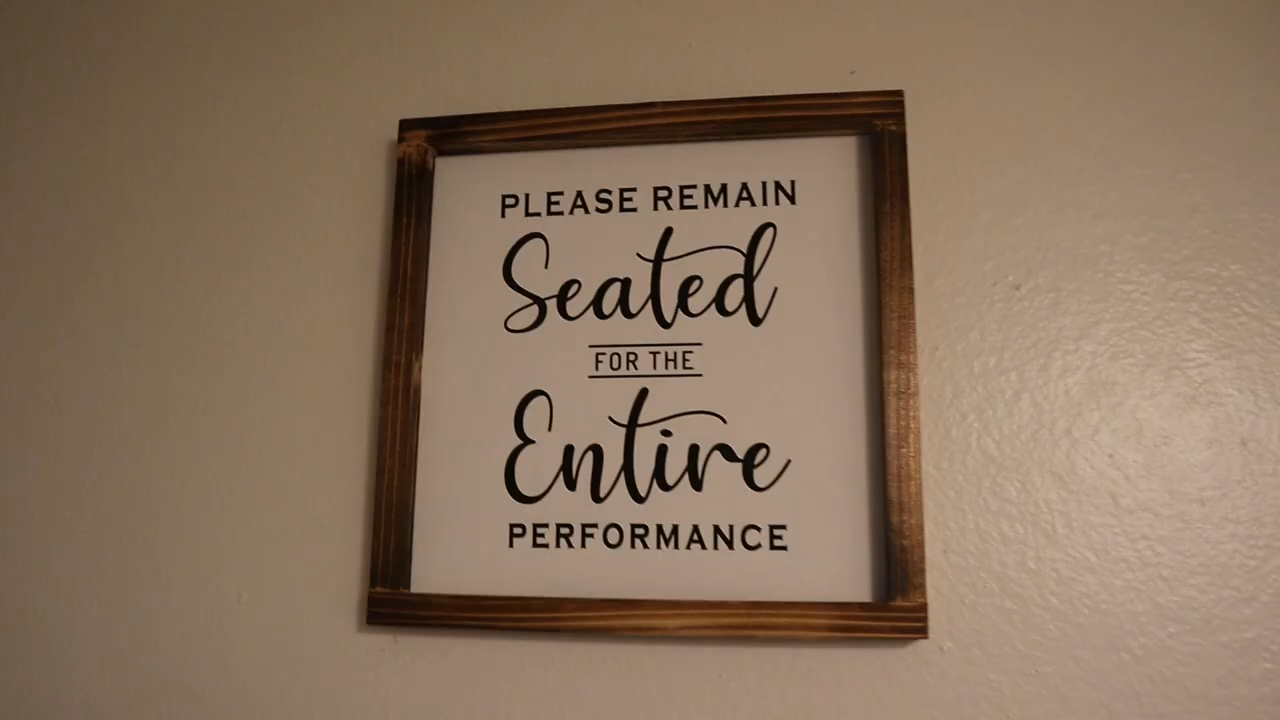 PLEASE REMAIN
Seated
FOR THE
Entire
PERFORMANCE